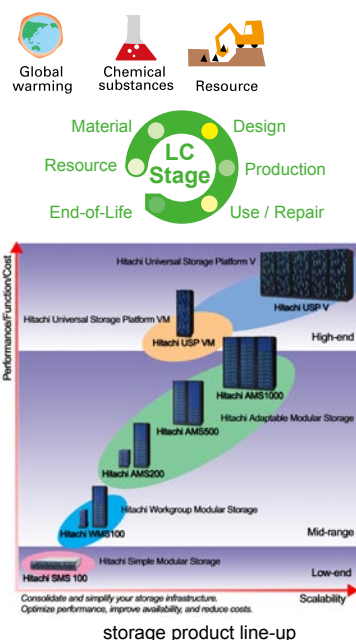 Global
warming
Chemical
substances
Resource
Material
Design
LC
Stage
Resource
Production
End-of-Life
Use / Repair
Performance/Function/Cost
Hitachi Universal Storage Platform V
Hitachi USP V
Hitachi Universal Storage Platform VM
Hitachi USP VM
High-end
Hitachi AMS1000
Hitachi Adaptable Modular Storage
Hitachi AMS500
Hitachi AMS200
Hitachi Workgroup Modular Storage
Hitachi WMS100
Mid-range
Hitachi Simple Modular Storage
Low-end
Hitachi SMS 100
Consolidate and simplify your storage infrastructure.
Scalability
Optimize performance, improve availability, and reduce costs.
storage product line-up